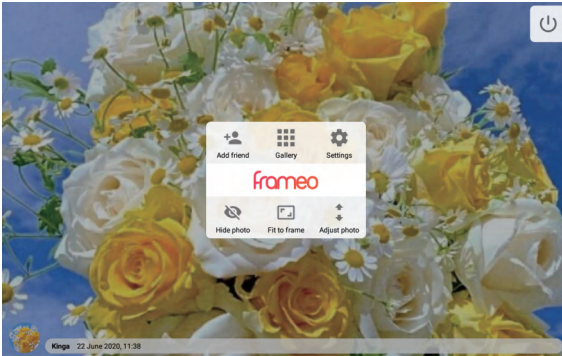 Add friend Gallery Settings
frameo
Hide photo Fit to frame Adjust photo
Kinga 22 June 2020, 11:38